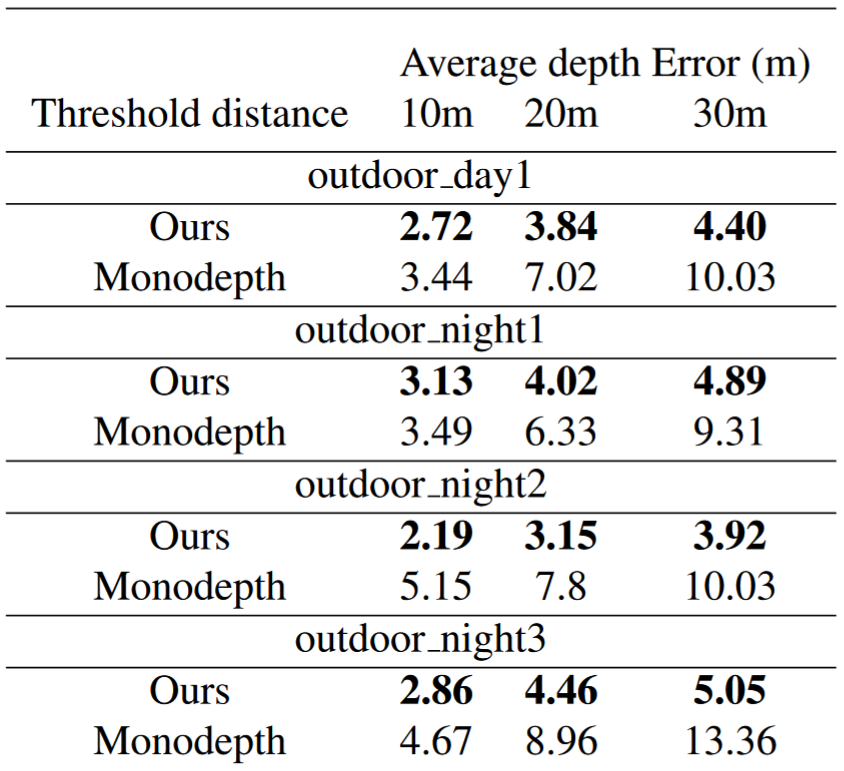 Average depth Error (m)
Threshold distance 10m 20m 30m
outdoor_day1
Ours 2.72 3.84 4.40
Monodepth 3.44 7.02 10.03
outdoor_night1
Ours 3.13 4.02 4.89
Monodepth 3.49 6.33 9.31
outdoor_night2
Ours 2.19 3.15 3.92
Monodepth 5.15 7.8 10.03
outdoor_night3
Ours 2.86 4.46 5.05
Monodepth 4.67 8.96 13.36